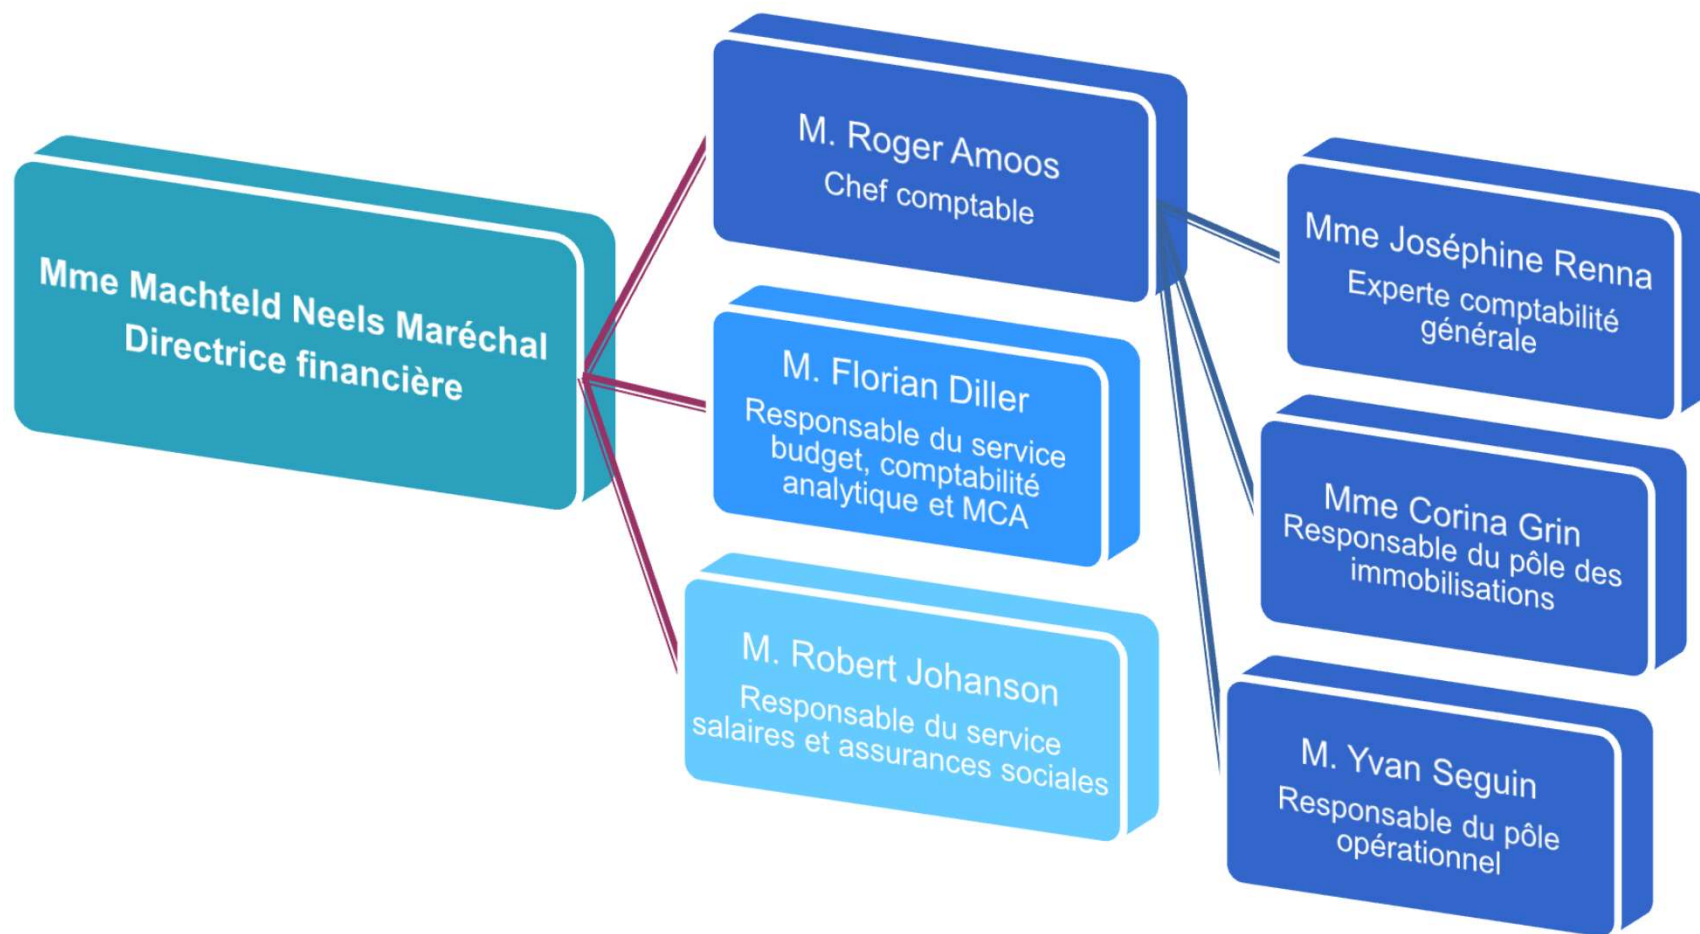 Mme Machteld Neels Maréchal
Directrice financière
M. Roger Amoos
Chef comptable
M. Florian Diller
Responsable du service
budget, comptabilité
analytique et MCA
M. Robert Johanson
Responsable du service
salaires et assurances sociales
Mme Joséphine Renna
Experte comptabilité
générale
Mme Corina Grin
Responsable du pôle des
immobilisations
M. Yvan Seguin
Responsable du pôle
opérationnel